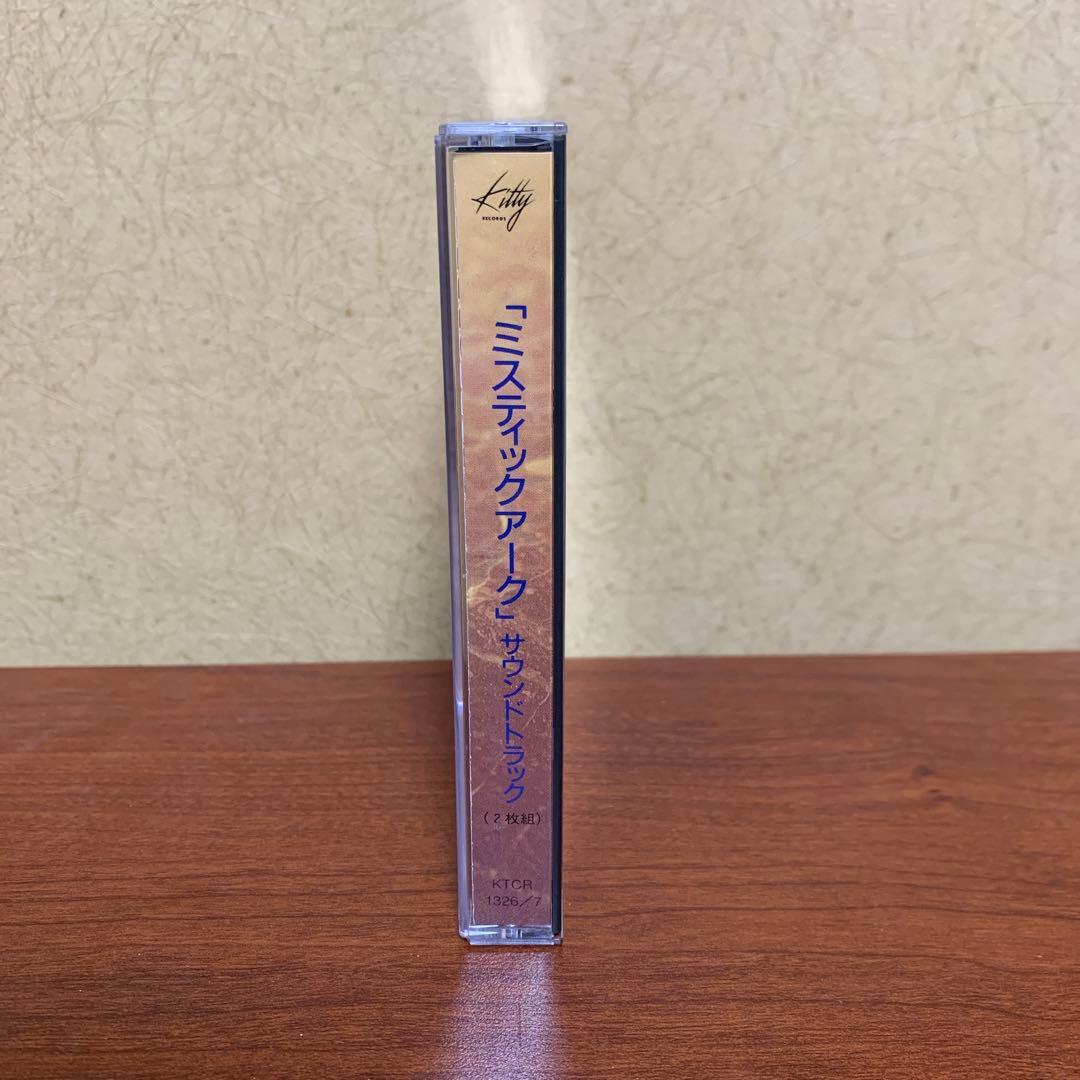 Kitty
RECORDS
「ミスティックアーク」サウンドトラック
(2枚組)
KTCR
1326/7